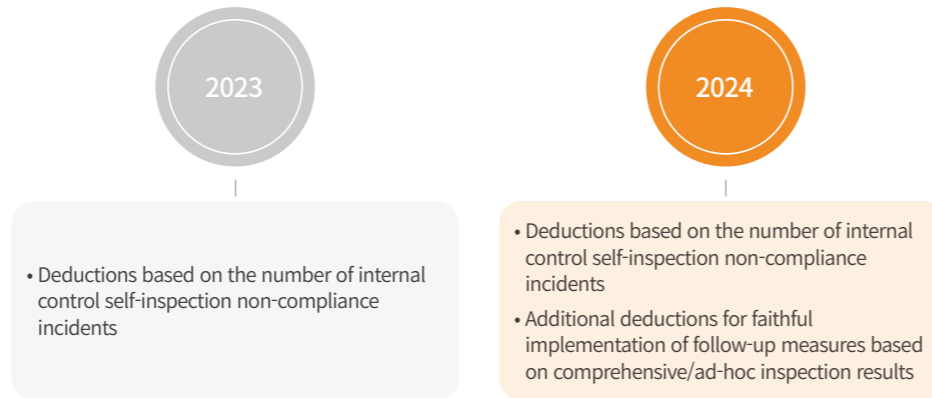 2023
• Deductions based on the number of internal
control self-inspection non-compliance
incidents
2024
• Deductions based on the number of internal
control self-inspection non-compliance
incidents
• Additional deductions for faithful
implementation of follow-up measures based
on comprehensive/ad-hoc inspection results